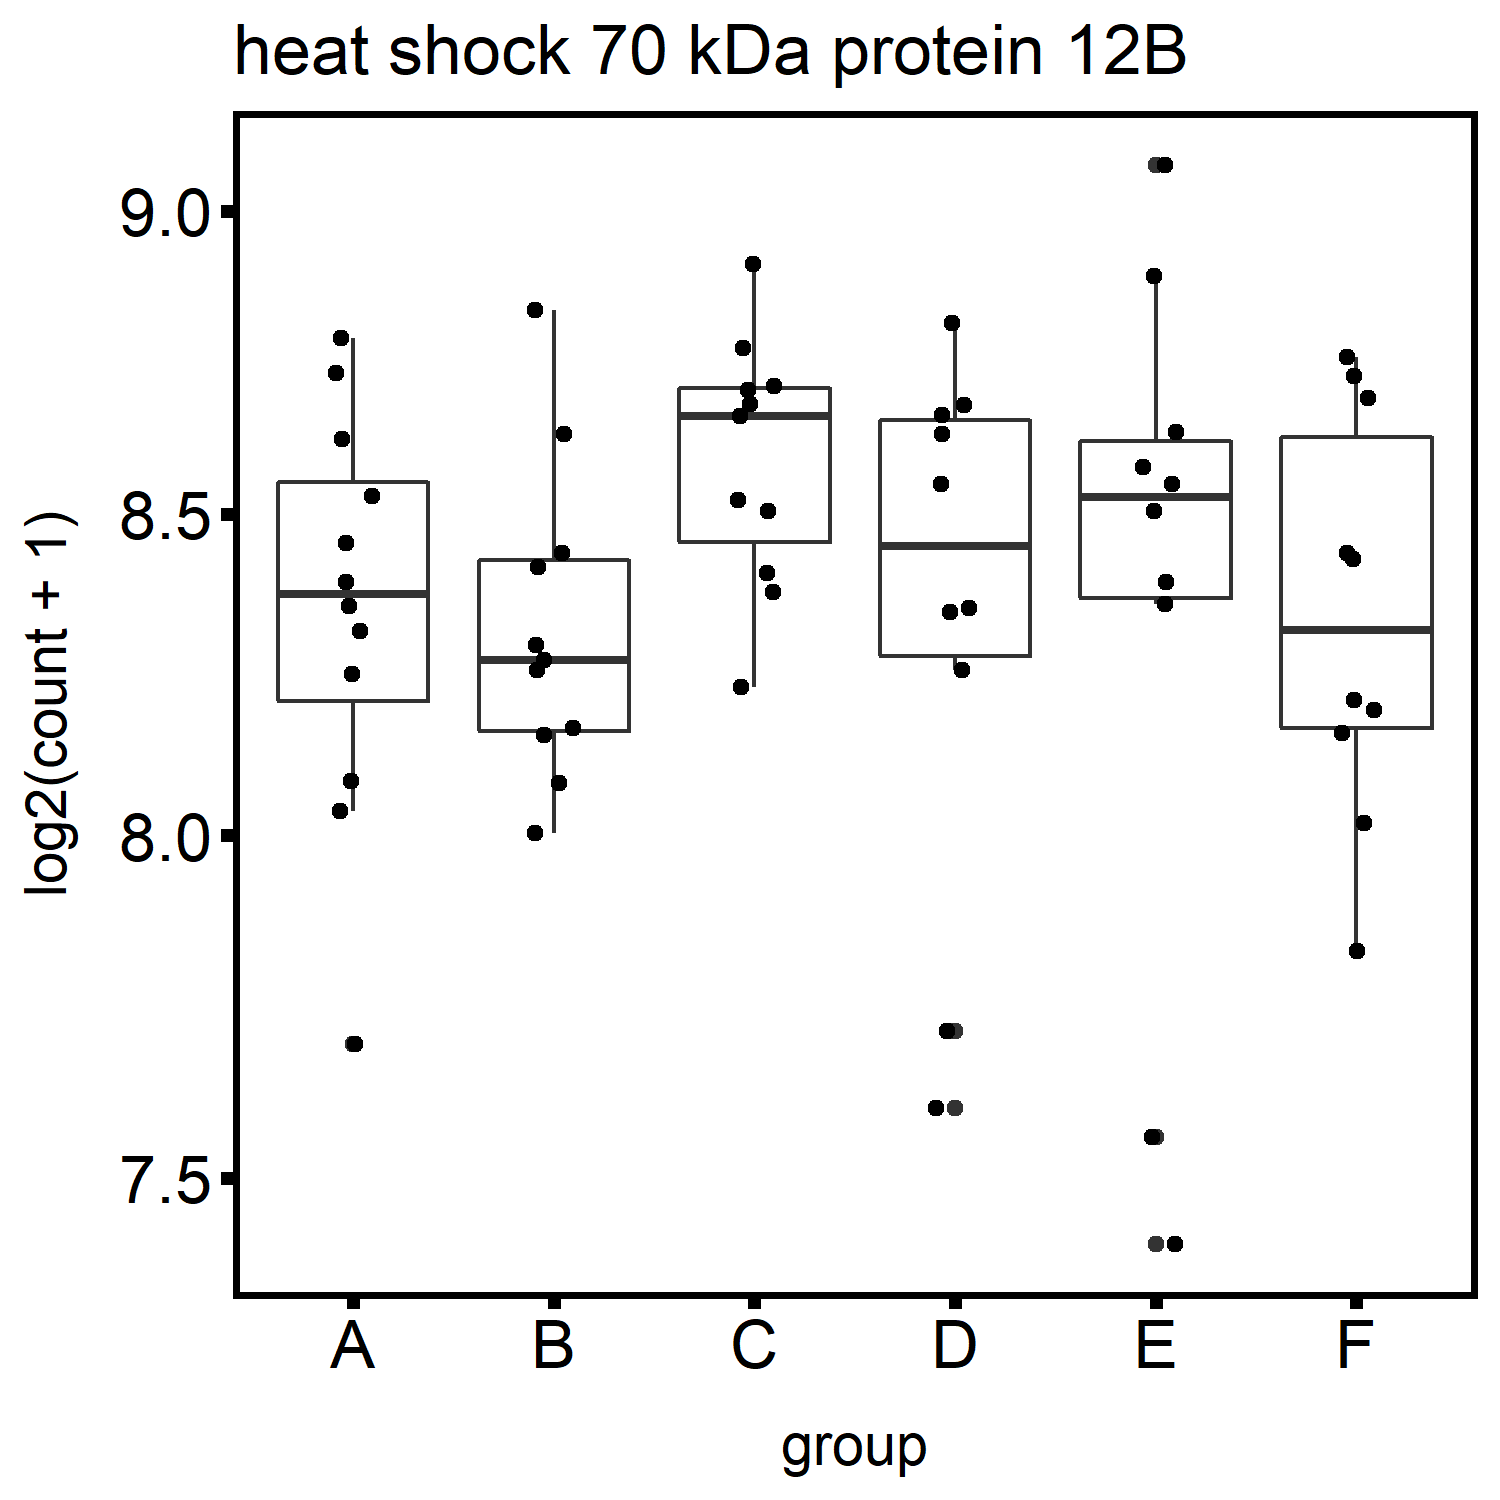 heat shock 70 kDa protein 12B
9.0
8.5
8.0
7.5
log2(count + 1)
A B C D E F
group